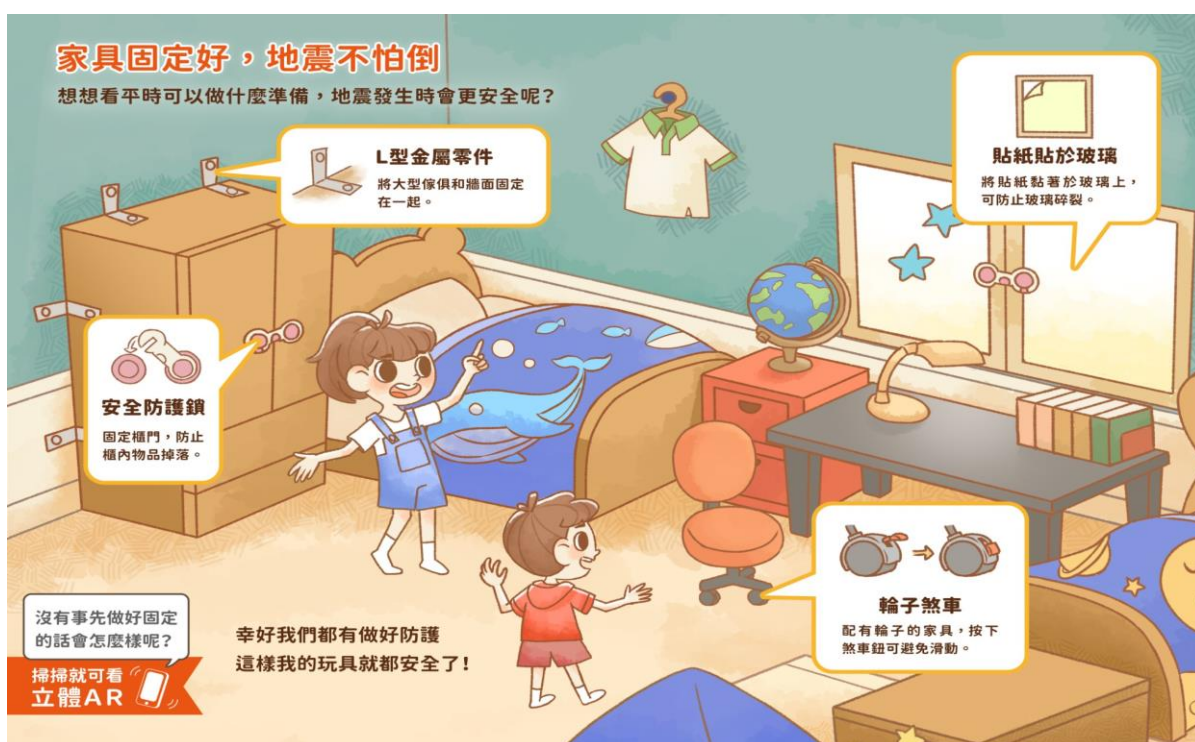 家具固定好，地震不怕倒
想想看平時可以做什麼準備，地震發生時會更安全呢？
L型金屬零件
將大型傢俱和牆面固定
在一起。
貼紙貼於玻璃
將貼紙黏著於玻璃上，
可防止玻璃碎裂。
安全防護鎖
固定櫃門，防止
櫃內物品掉落。
輪子煞車
配有輪子的家具，按下
煞車鈕可避免滑動。
沒有事先做好固定
的話會怎麼樣呢？
掃掃就可看
立體AR
幸好我們都有做好防護
這樣我的玩具就都安全了！